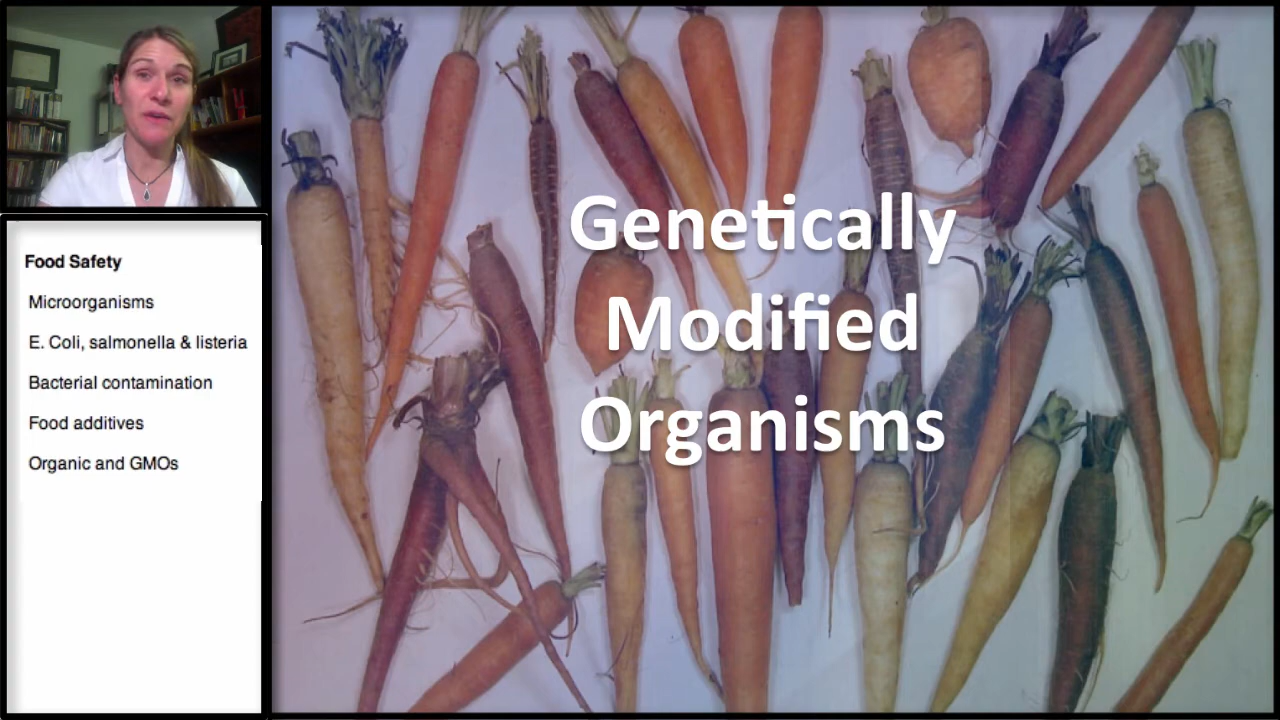 Food Safety
Microorganisms
E. Coli, salmonella & listeria
Bacterial contamination
Food additives
Organic and GMOs
Genetically
Modified
Organisms